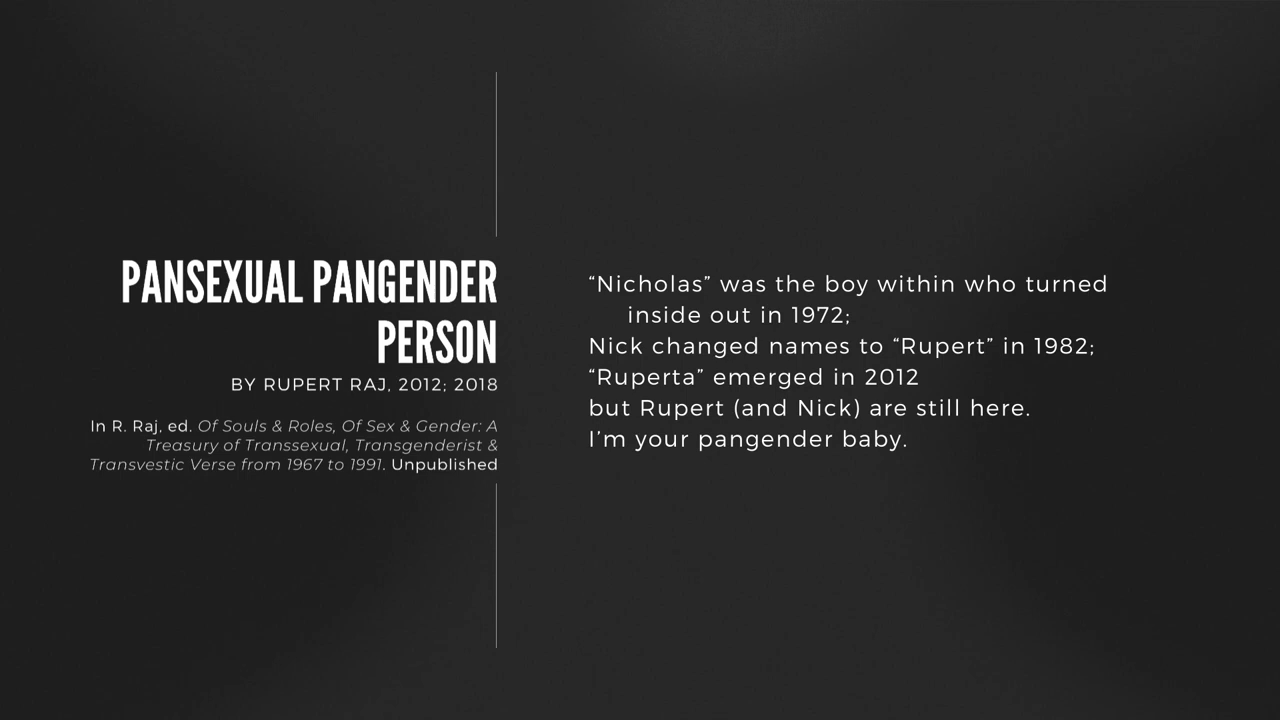 PANSEXUAL PANGENDER
PERSON
BY RUPERT RAJ, 2012; 2018
In R. Raj, ed. Of Souls & Roles, Of Sex & Gender: A
Treasury of Transsexual, Transgenderist &
Transvestic Verse from 1967 to 1991. Unpublished
“Nicholas” was the boy within who turned
inside out in 1972;
Nick changed names to “Rupert” in 1982;
“Ruperta” emerged in 2012
but Rupert (and Nick) are still here.
I’m your pangender baby.